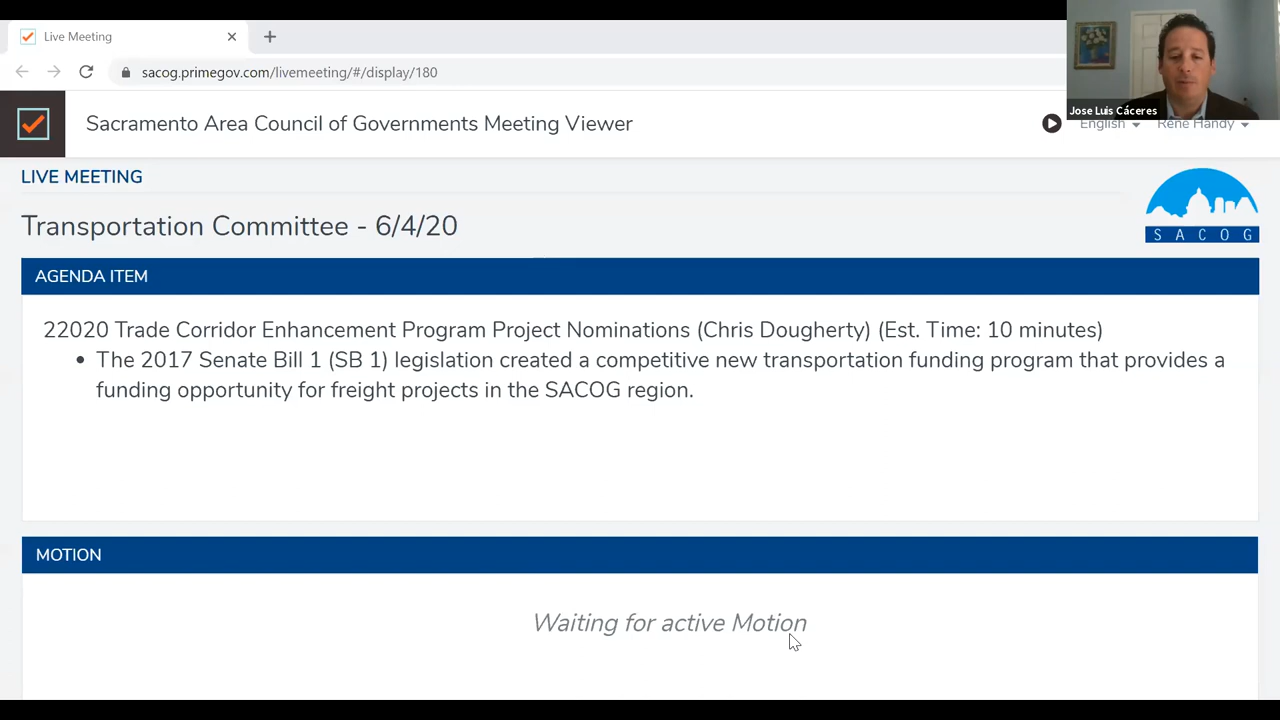 Live Meeting
sacog.primegov.com/livemeeting/#/display/180
Jose Luis Cáceres
Sacramento Area Council of Governments Meeting Viewer
English
Rene Handy
LIVE MEETING
SACOG
Transportation Committee - 6/4/20
AGENDA ITEM
22020 Trade Corridor Enhancement Program Project Nominations (Chris Dougherty) (Est. Time: 10 minutes)
• The 2017 Senate Bill 1 (SB 1) legislation created a competitive new transportation funding program that provides a
funding opportunity for freight projects in the SACOG region.
MOTION
Waiting for active Motion